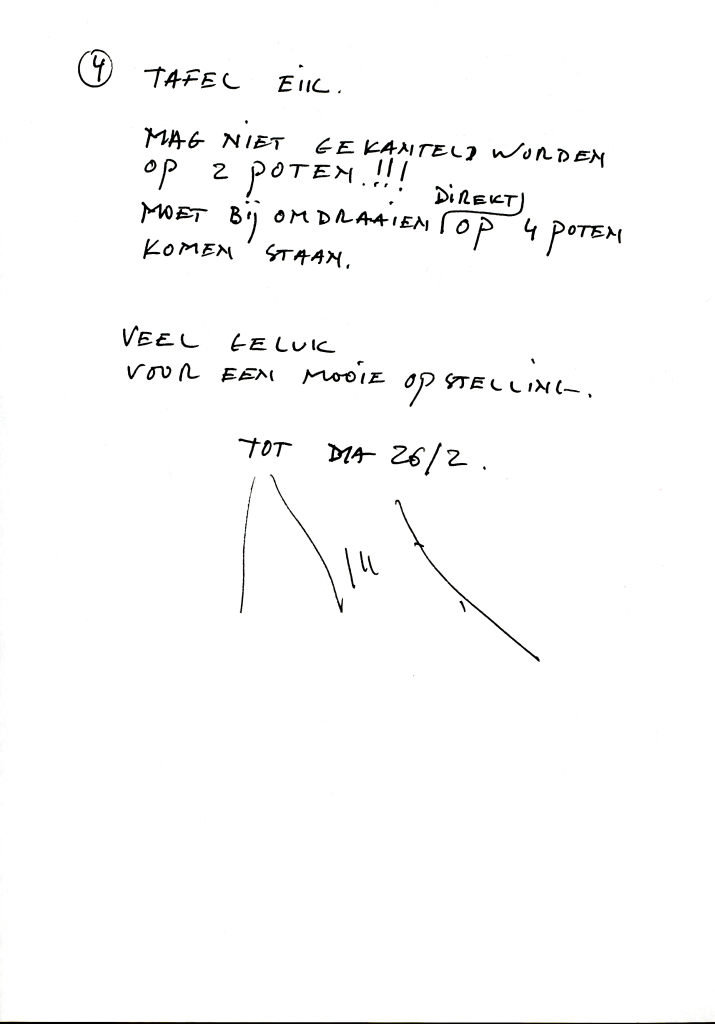 4 TAFEL EIK.
MAG NIET GEKANTELD WORDEN
OP 2 POTEN!!!
MOET BIJ OMDRAAIEN DIREKT OP 4 POTEN
KOMEN STAAN.
VEEL GELUK
VOOR EEN MOOIE OPSTELLING.
TOT MA 26/2.